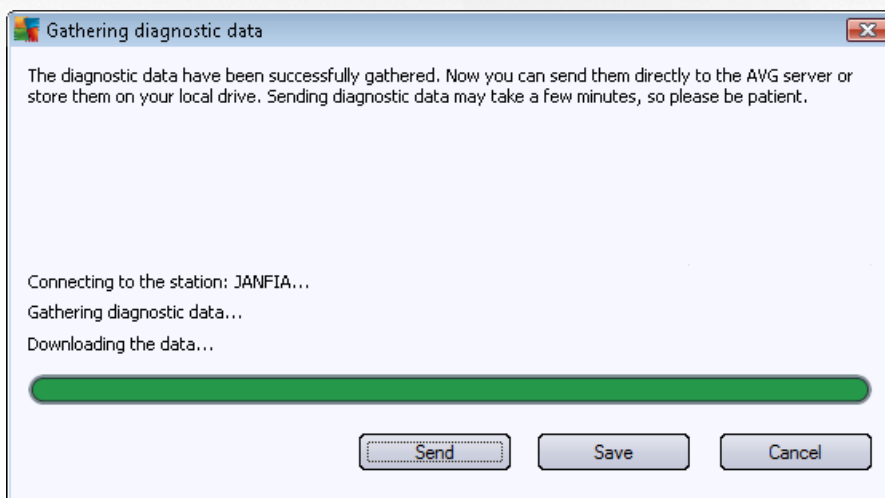 Gathering diagnostic data
The diagnostic data have been successfully gathered. Now you can send them directly to the AVG server or
store them on your local drive. Sending diagnostic data may take a few minutes, so please be patient.
Connecting to the station: JANFIA...
Gathering diagnostic data...
Downloading the data...
Send Save Cancel